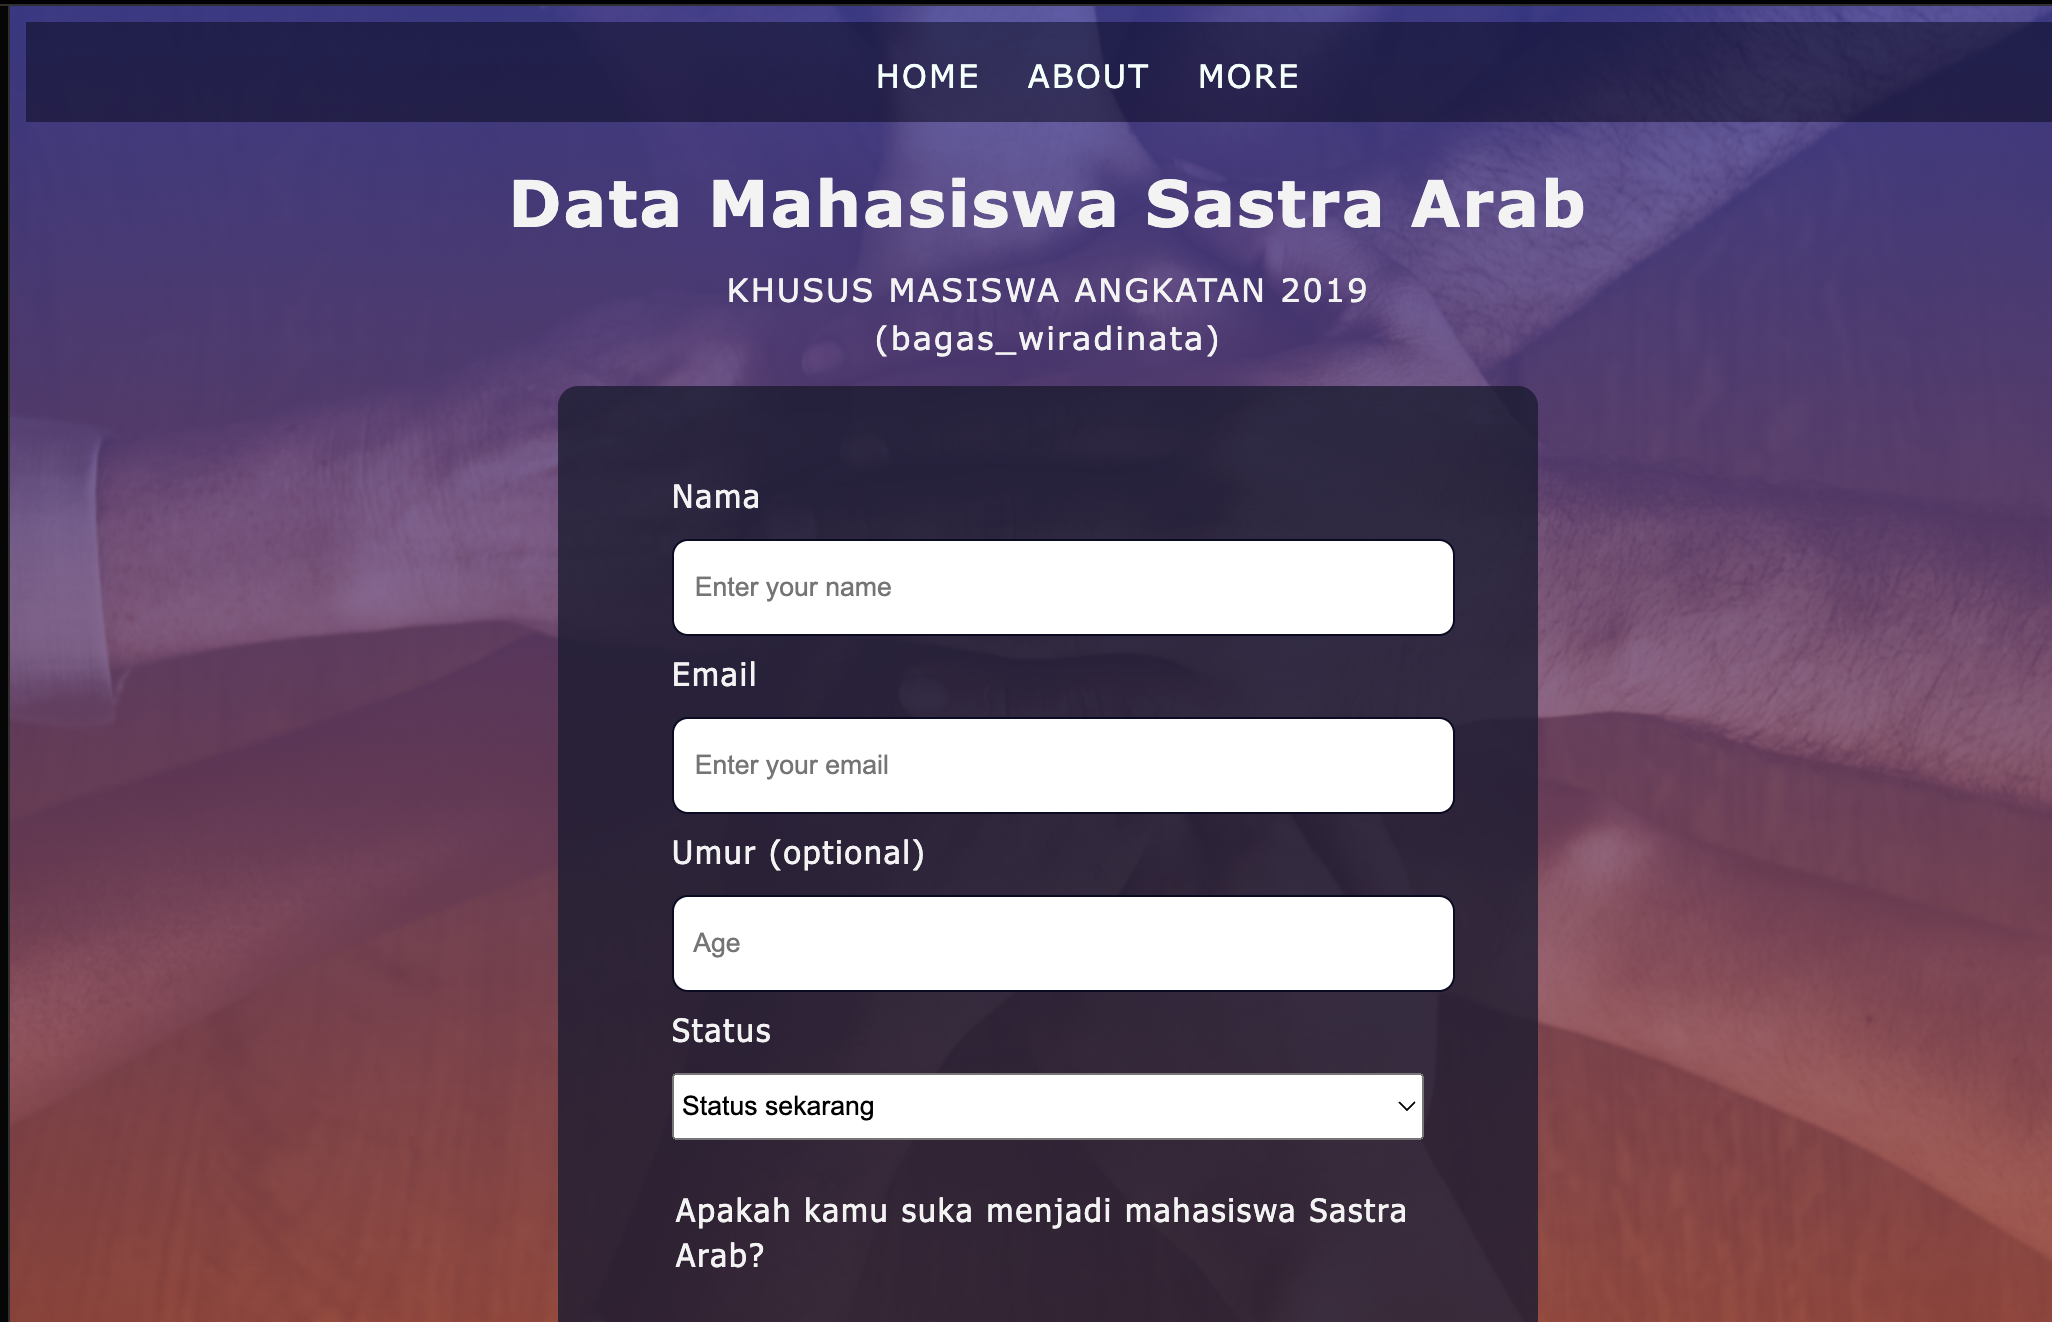 HOME ABOUT MORE
Data Mahasiswa Sastra Arab
KHUSUS MASISWA ANGKATAN 2019
(bagas_wiradinata)
Nama
Enter your name
Email
Enter your email
Umur (optional)
Age
Status
Status sekarang
Apakah kamu suka menjadi mahasiswa Sastra
Arab?